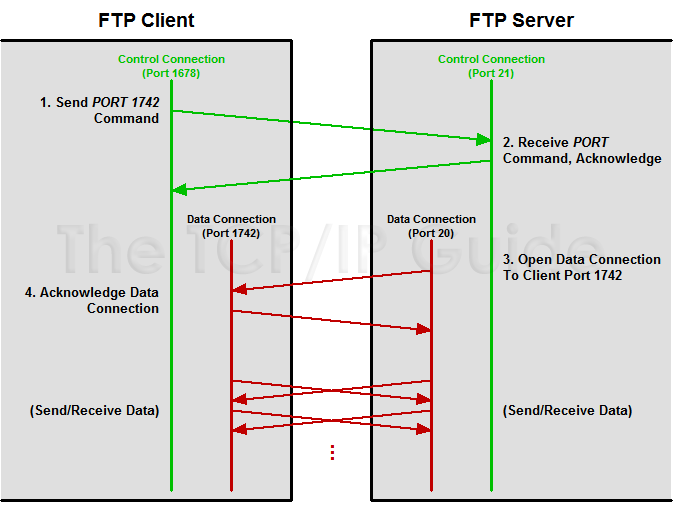 FTP Client
FTP Server
Control Connection
(Port 1678)
Control Connection
(Port 21)
1. Send PORT 1742
Command
2. Receive PORT
Command, Acknowledge
Data Connection
(Port 1742)
Data Connection
(Port 20)
The TCP/IP Guide
3. Open Data Connection
To Client Port 1742
4. Acknowledge Data
Connection
(Send/Receive Data)
(Send/Receive Data)